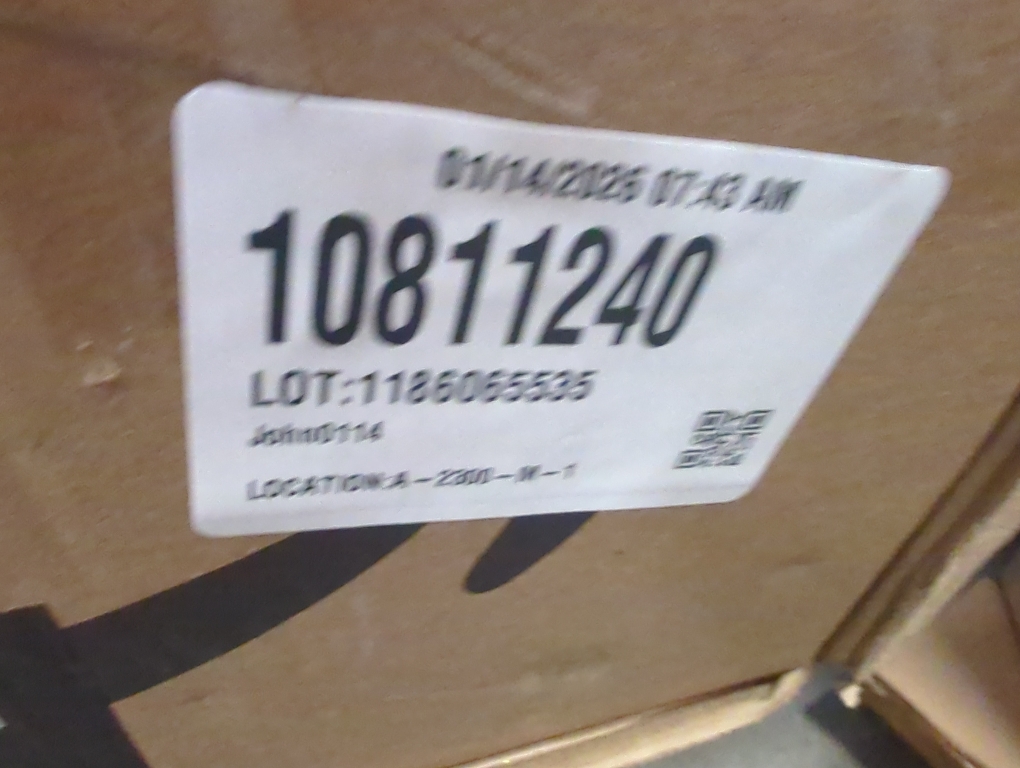 01/14/2026 07:43 AM
10811240
LOT:1186065535
John0114
LOCATION:A-2300-M-1